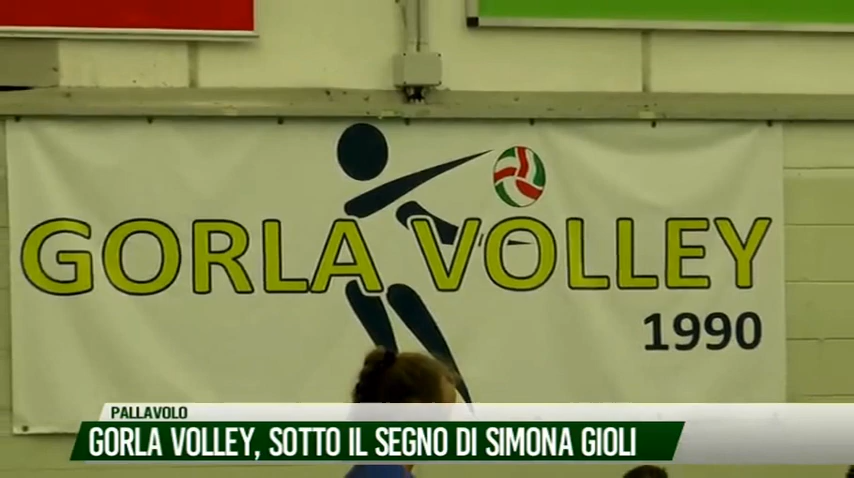 GORLA VOLLEY
1990
PALLAVOLO
GORLA VOLLEY, SOTTO IL SEGNO DI SIMONA GIOLI